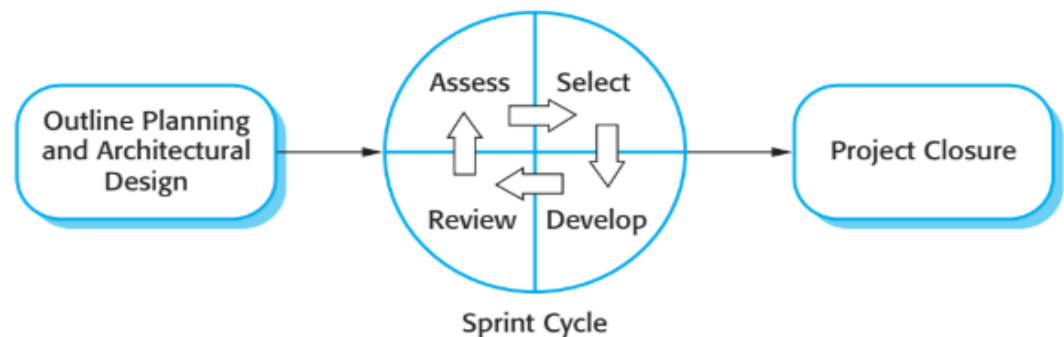 Outline Planning
and Architectural
Design
Assess
Select
Review
Develop
Sprint Cycle
Project Closure